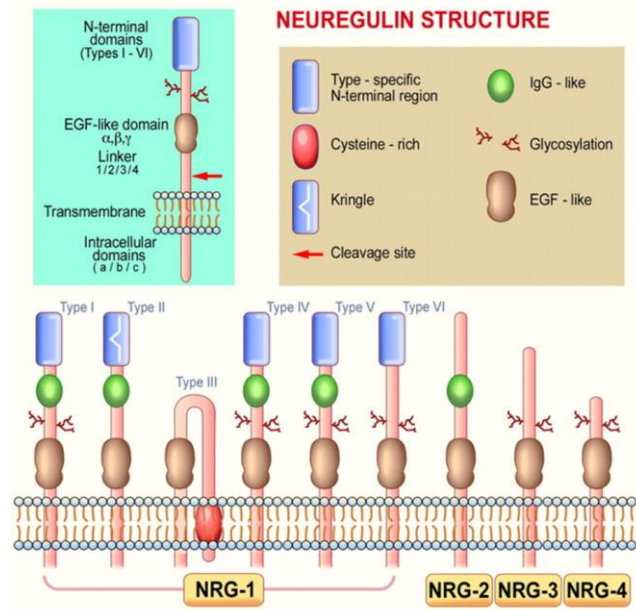 NEUREGULIN STRUCTURE
N-terminal
domains
(Types I - VI)
EGF-like domain
α,β,γ
Linker
1/2/3/4
Transmembrane
Intracellular
domains
( a / b / c )
Type - specific
N-terminal region
Cysteine - rich
Kringle
Cleavage site
IgG - like
Glycosylation
EGF - like
Type I
Type II
Type III
Type IV
Type V
Type VI
NRG-1
NRG-2
NRG-3
NRG-4